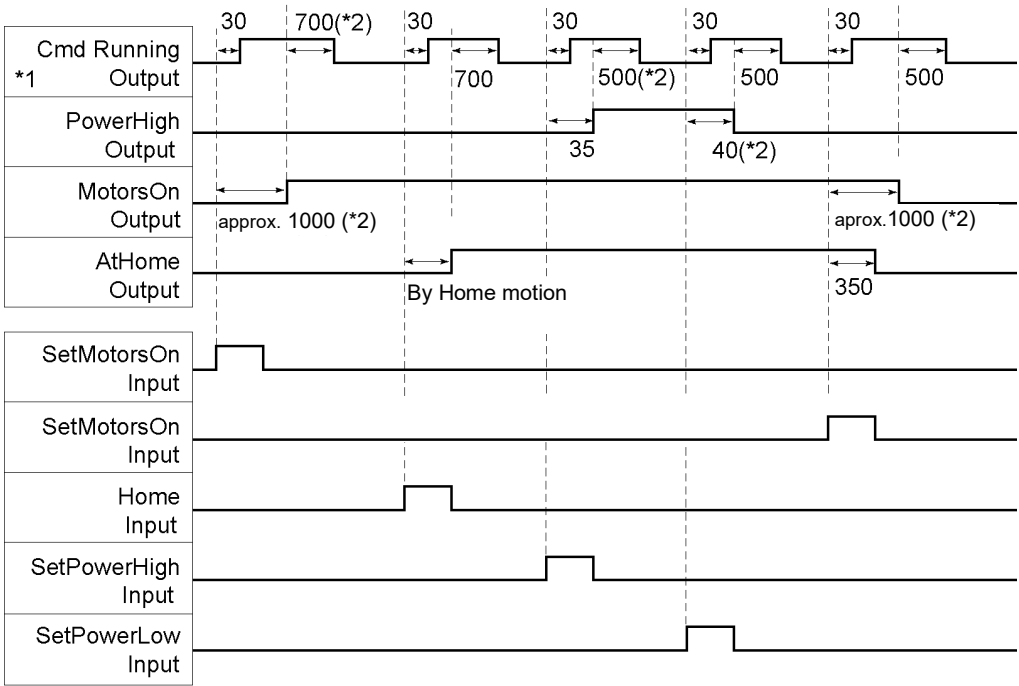 30 700(*2) 30 30 30 30
Cmd Running
*1 Output
700 500(*2) 500 500
PowerHigh
Output
35 40(*2)
MotorsOn
Output
approx. 1000 (*2) aprox.1000 (*2)
AtHome
Output
By Home motion 350
SetMotorsOn
Input
SetMotorsOn
Input
Home
Input
SetPowerHigh
Input
SetPowerLow
Input